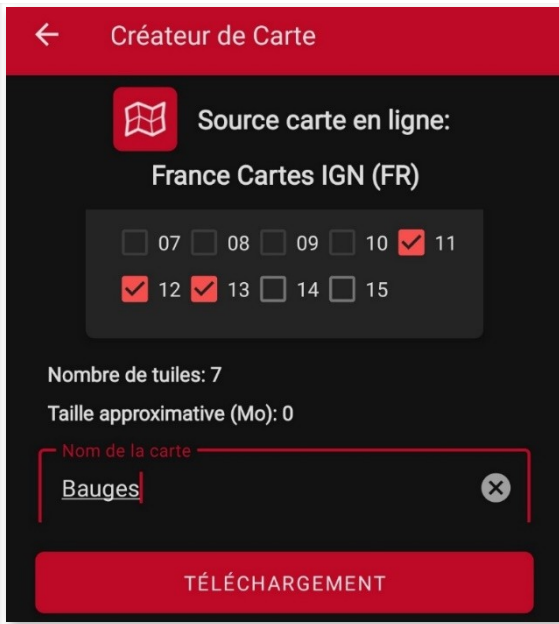 Créateur de Carte
Source carte en ligne:
France Cartes IGN (FR)
07 08 09 10 11
12 13 14 15
Nombre de tuiles: 7
Taille approximative (Mo): 0
Nom de la carte
Bauges
TÉLÉCHARGEMENT